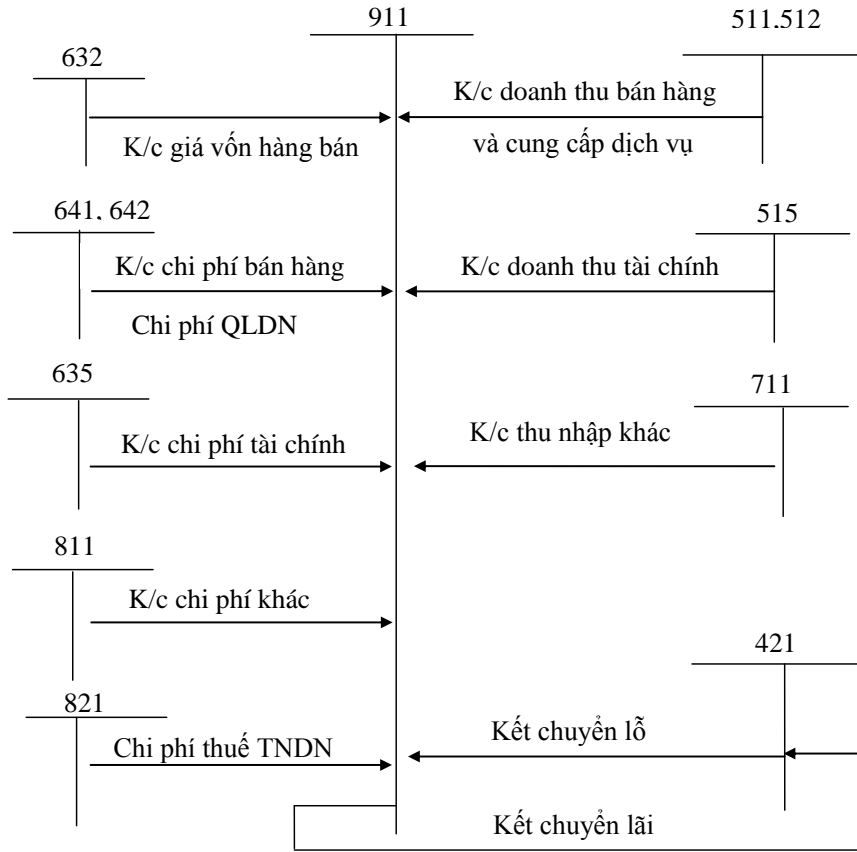 911
511,512
632
K/c doanh thu bán hàng
K/c giá vốn hàng bán
và cung cấp dịch vụ
641, 642
515
K/c chi phí bán hàng
K/c doanh thu tài chính
Chi phí QLDN
635
711
K/c chi phí tài chính
K/c thu nhập khác
811
K/c chi phí khác
421
821
Chi phí thuế TNDN
Kết chuyển lỗ
Kết chuyển lãi